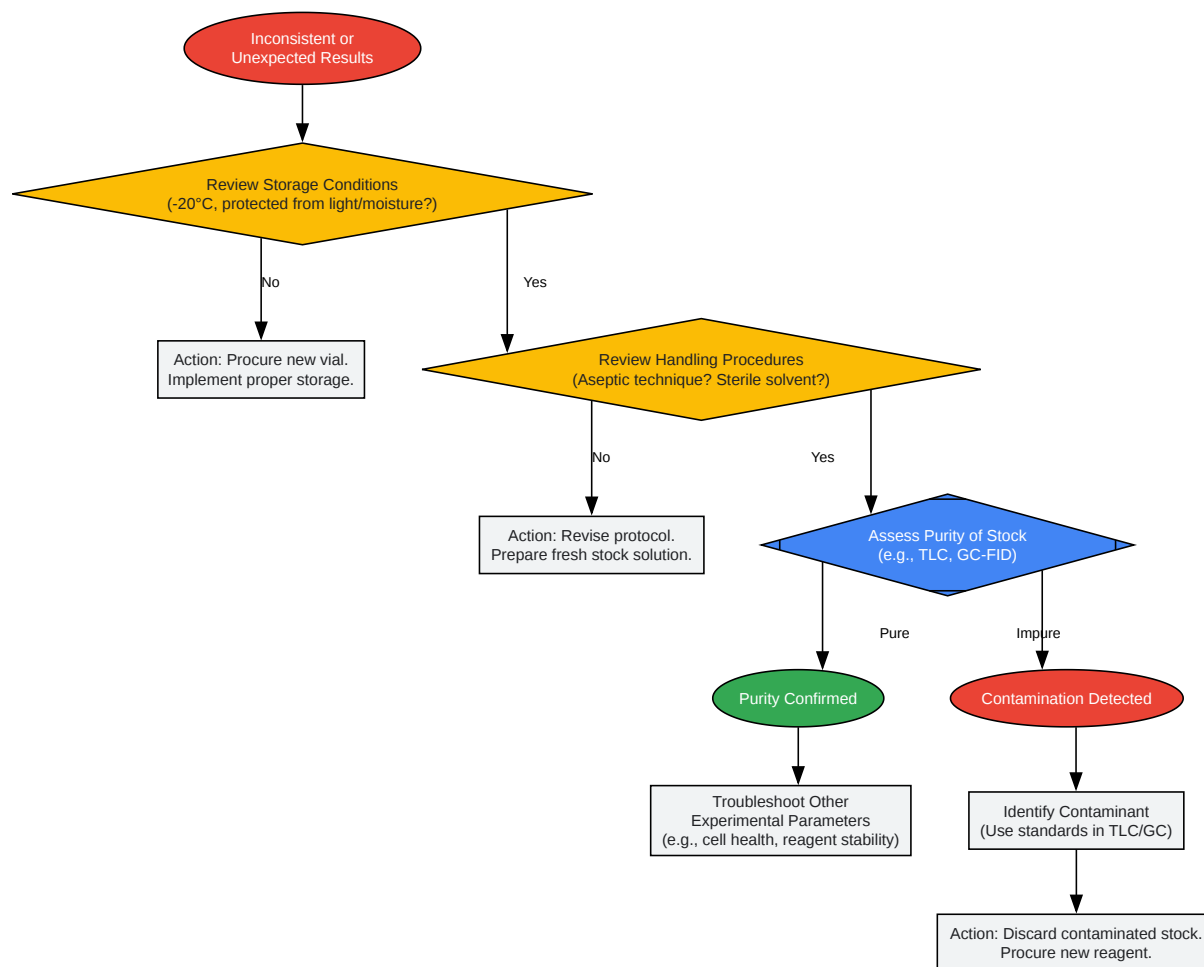 Inconsistent or
Unexpected Results
Review Storage Conditions
(-20°C, protected from light/moisture?)
No
Yes
Action: Procure new vial.
Implement proper storage.
Review Handling Procedures
(Aseptic technique? Sterile solvent?)
No
Yes
Action: Revise protocol.
Prepare fresh stock solution.
Assess Purity of Stock
(e.g., TLC, GC-FID)
Pure
Impure
Purity Confirmed
Contamination Detected
Troubleshoot Other
Experimental Parameters
(e.g., cell health, reagent stability)
Identify Contaminant
(Use standards in TLC/GC)
Action: Discard contaminated stock.
Procure new reagent.